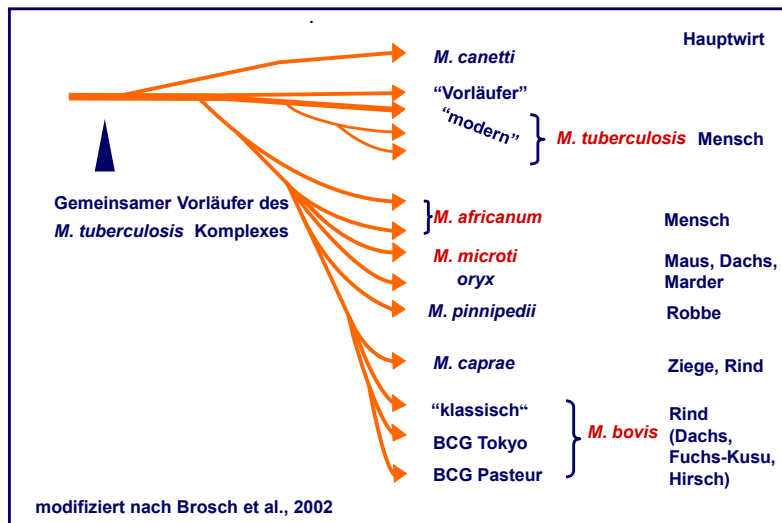 Hauptwirt
M. canetti
“Vorläufer”
“modern”
M. tuberculosis Mensch
Gemeinsamer Vorläufer des
M. tuberculosis Komplexes
M. africanum Mensch
M. microti Maus, Dachs,
oryx Marder
M. pinnipedii Robbe
M. caprae Ziege, Rind
“klassisch“ Rind
M. bovis (Dachs,
BCG Tokyo Fuchs-Kusu,
BCG Pasteur Hirsch)
modifiziert nach Brosch et al., 2002